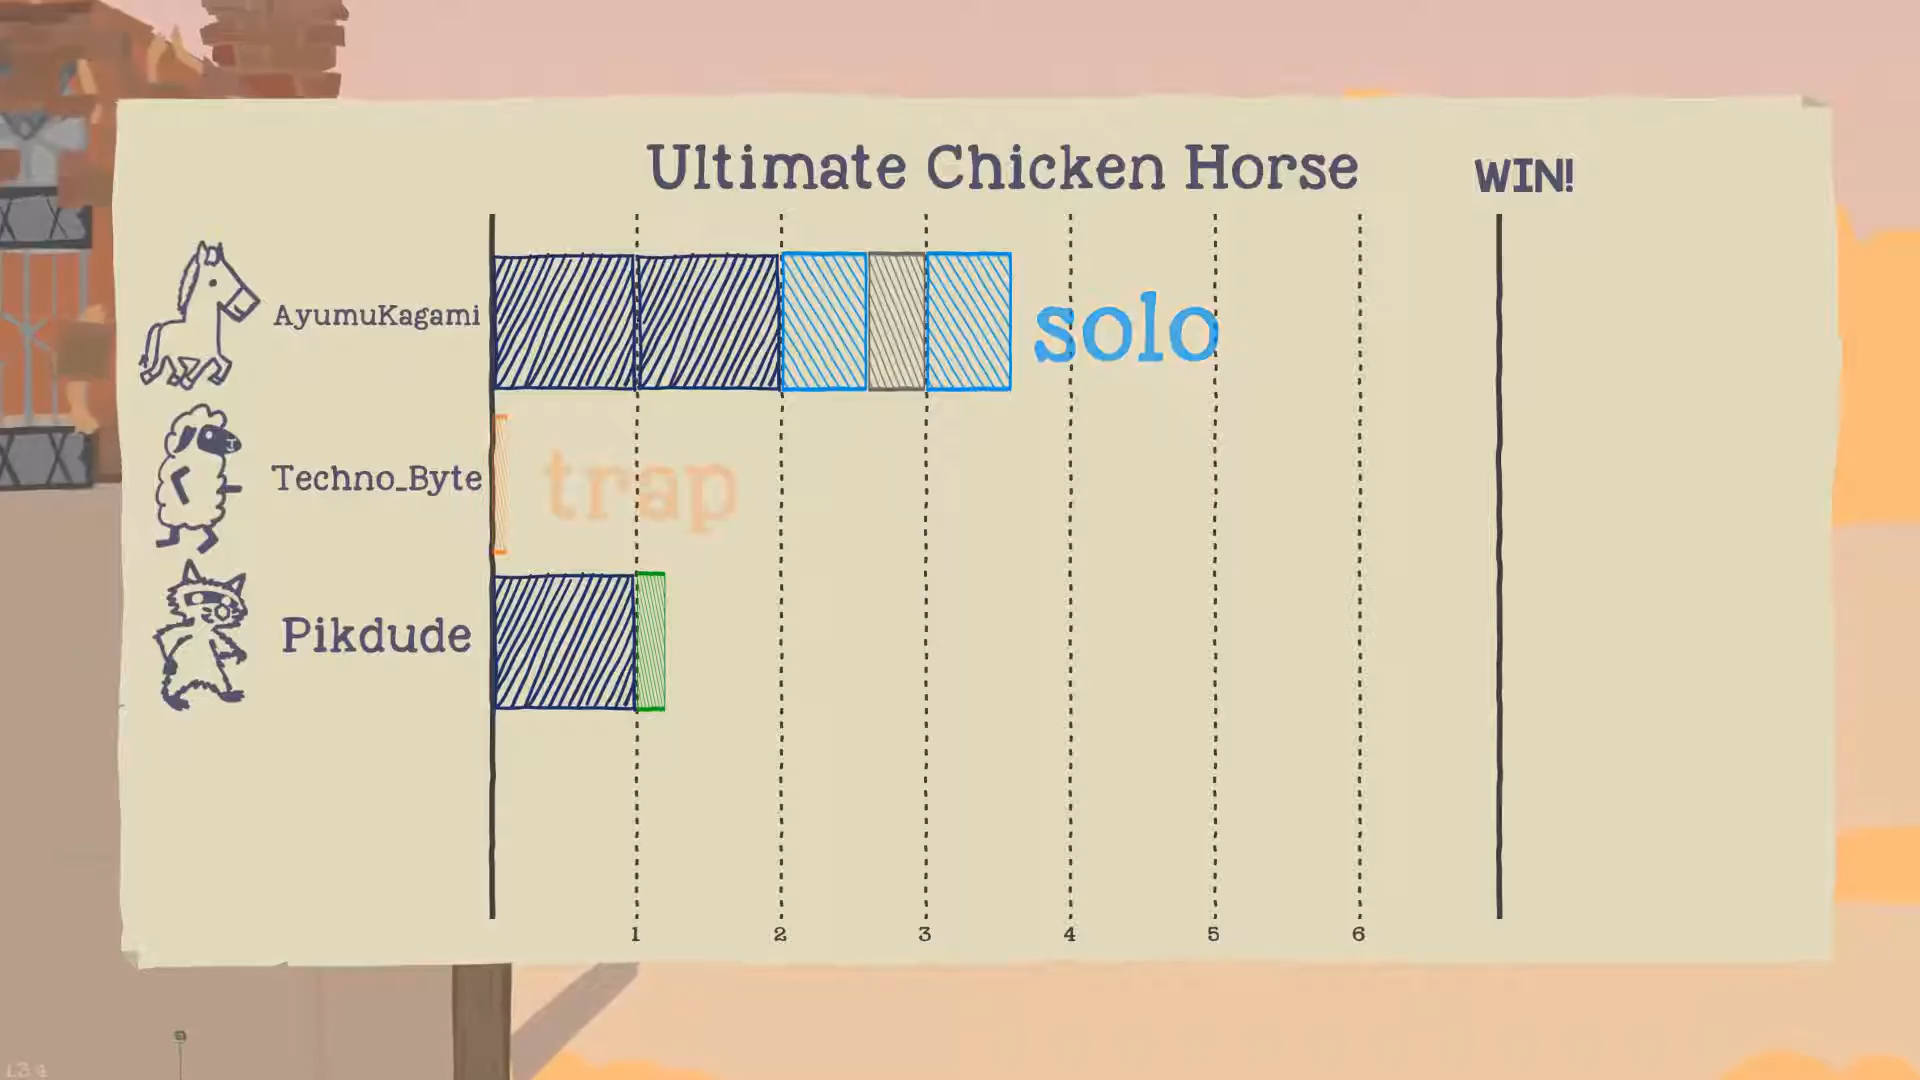 Ultimate Chicken Horse
WIN!
AyumuKagami
solo
Techno_Byte
trap
Pikdude
1 2 3 4 5 6